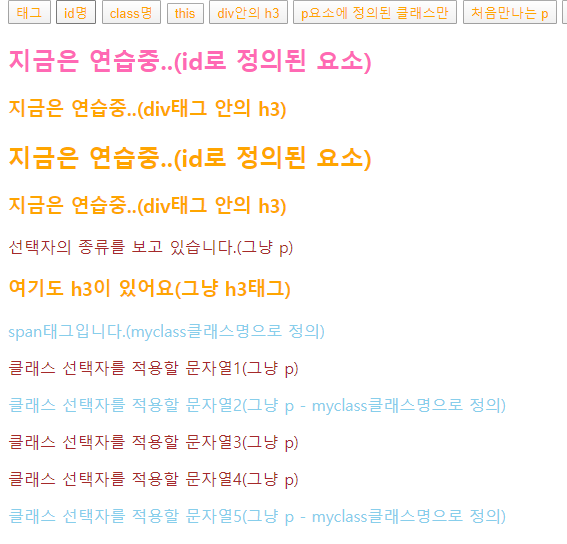 태그 id명 class명 this div안의 h3 p요소에 정의된 클래스만 처음만나는 p
지금은 연습중..(id로 정의된 요소)
지금은 연습중..(div태그 안의 h3)
지금은 연습중..(id로 정의된 요소)
지금은 연습중..(div태그 안의 h3)
선택자의 종류를 보고 있습니다.(그냥 p)
여기도 h3이 있어요(그냥 h3태그)
span태그입니다.(myclass클래스명으로 정의)
클래스 선택자를 적용할 문자열1(그냥 p)
클래스 선택자를 적용할 문자열2(그냥 p - myclass클래스명으로 정의)
클래스 선택자를 적용할 문자열3(그냥 p)
클래스 선택자를 적용할 문자열4(그냥 p)
클래스 선택자를 적용할 문자열5(그냥 p - myclass클래스명으로 정의)